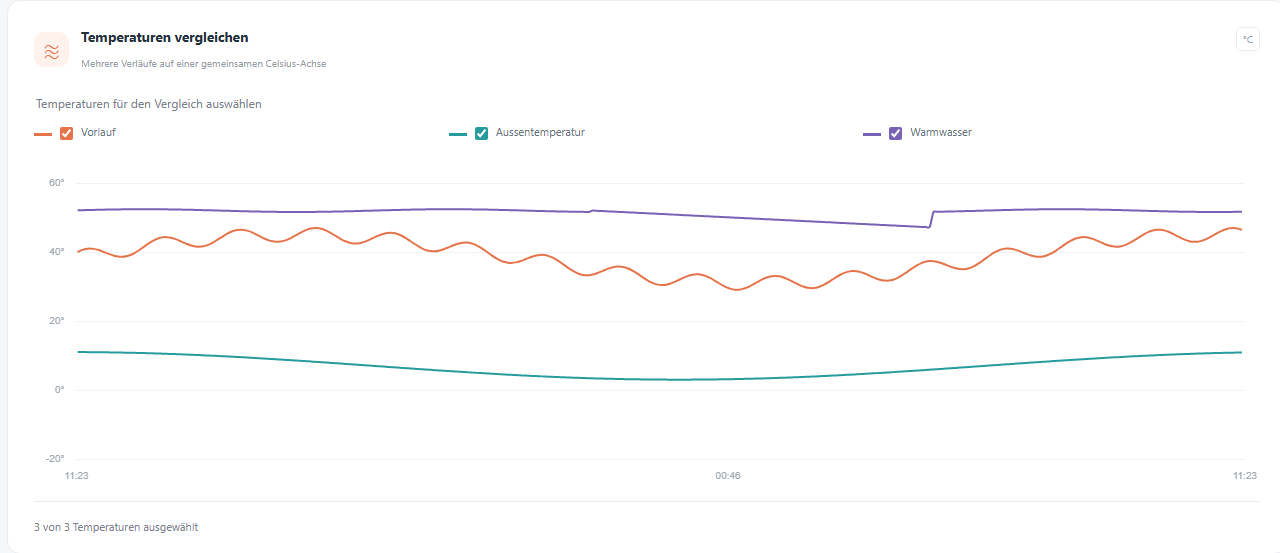 Temperaturen vergleichen
°C
Mehrere Verläufe auf einer gemeinsamen Celsius-Achse
Temperaturen für den Vergleich auswählen
Vorlauf
Aussentemperatur
Warmwasser
60°
40°
20°
0°
-20°
11:23
00:46
11:23
3 von 3 Temperaturen ausgewählt